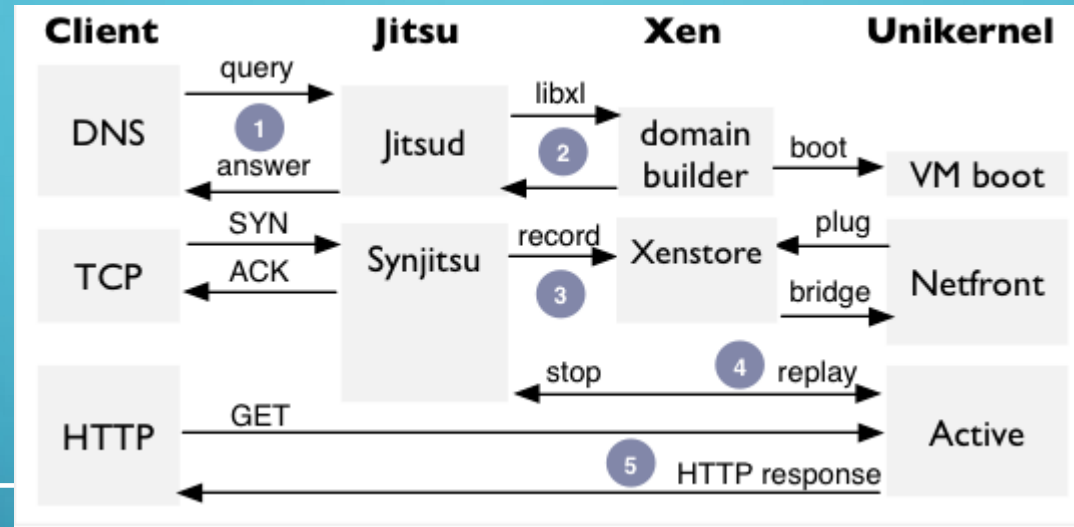 Client Jitsu Xen Unikernel
query
libxl
DNS
1
Jitsud
2
domain
builder
boot
VM boot
answer
SYN
ACK
TCP
Synjitsu
record
3
Xenstore
plug
bridge
Netfront
stop
4
replay
HTTP
GET
Active
5
HTTP response